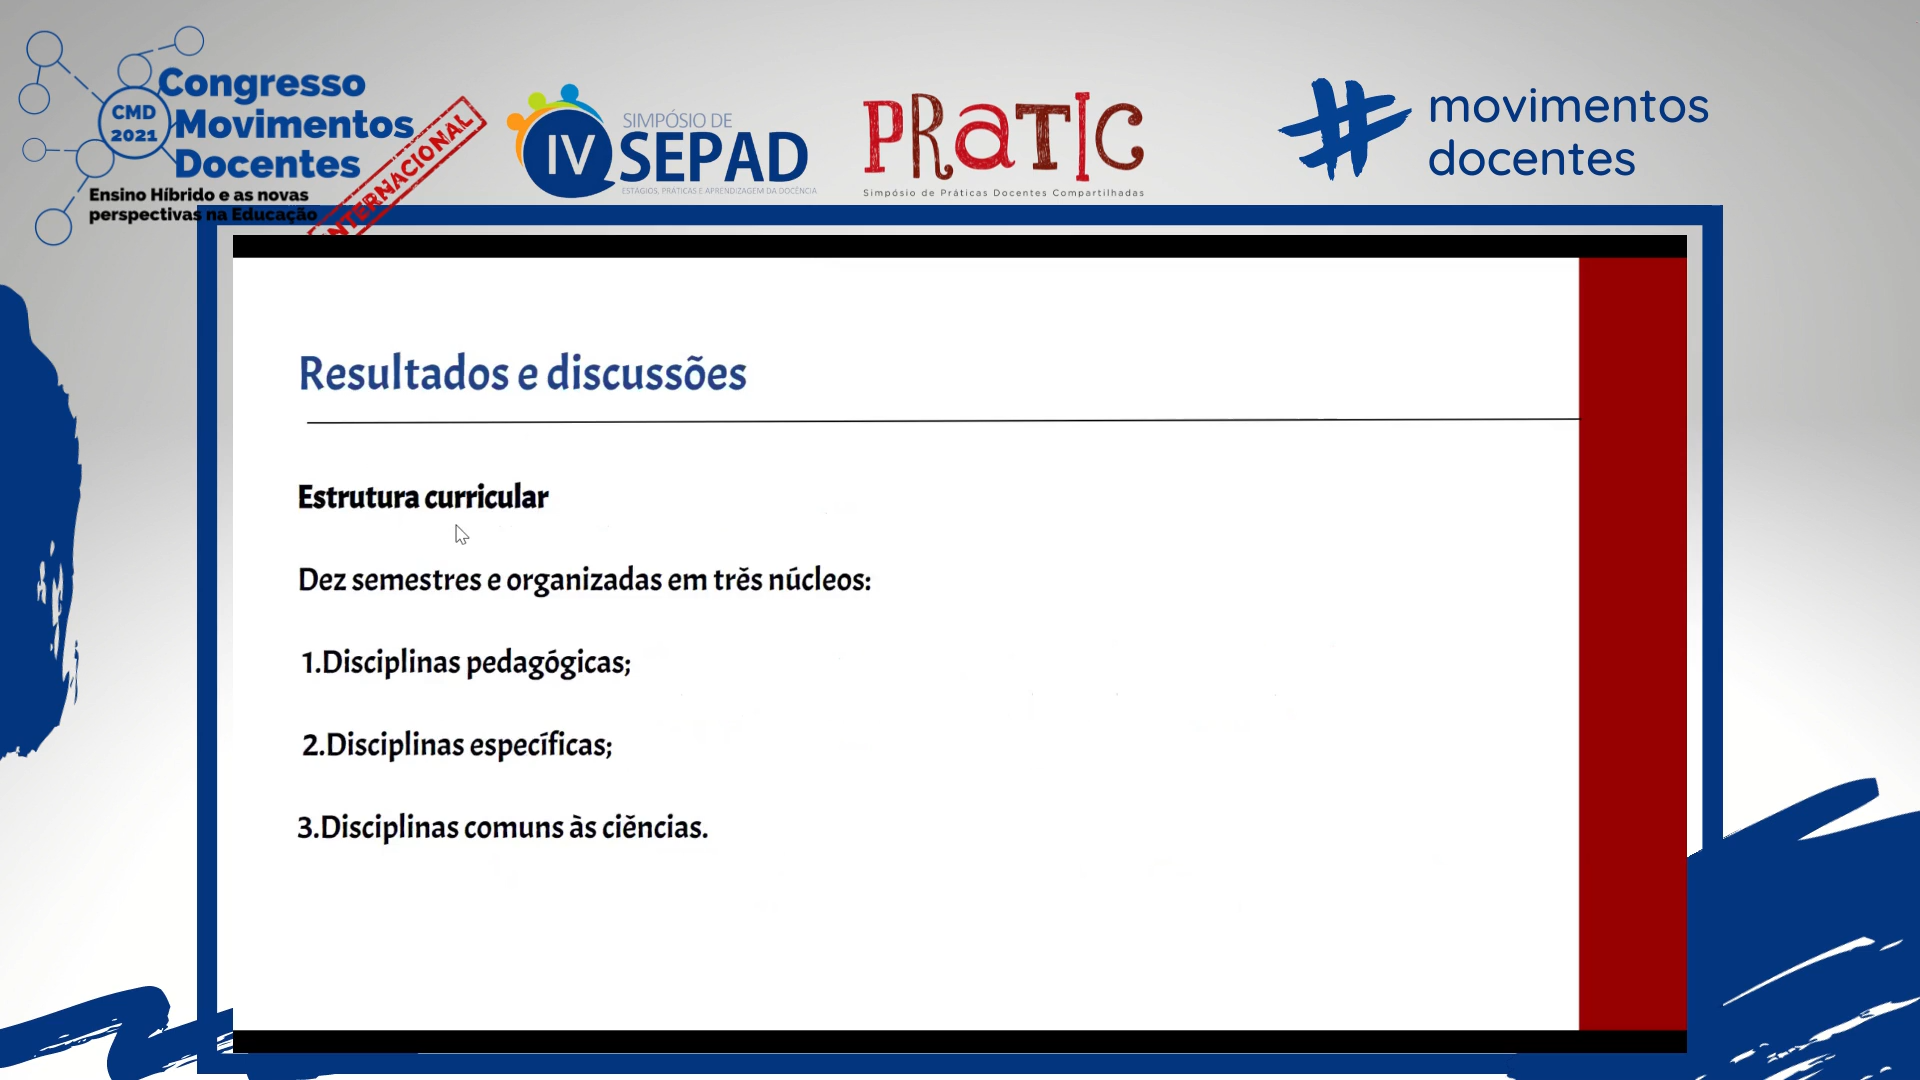 CMD
2021
Congresso
Movimentos
Docentes
Ensino Híbrido e as novas
perspectivas na Educação
INTERNACIONAL
SIMPÓSIO DE
IV SEPAD
ESTÁGIOS, PRÁTICAS E APRENDIZAGEM DA DOCÊNCIA
PRATIC
Simpósio de Práticas Docentes Compartilhadas
# movimentos
docentes
Resultados e discussões
Estrutura curricular
Dez semestres e organizadas em três núcleos:
1.Disciplinas pedagógicas;
2.Disciplinas específicas;
3.Disciplinas comuns às ciências.